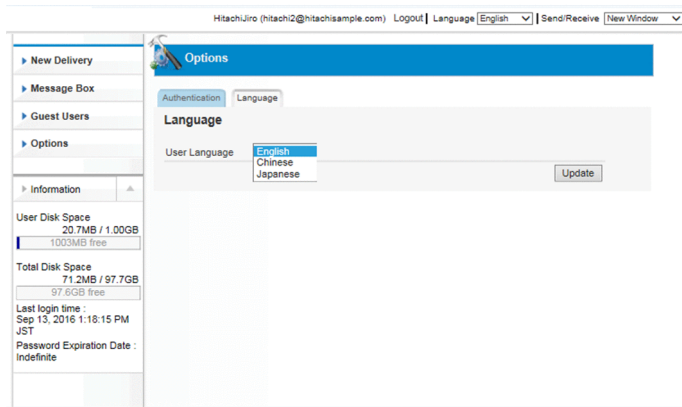 HitachiJiro (hitachi2@hitachisample.com) Logout Language English Send/Receive New Window
New Delivery
Message Box
Guest Users
Options
Information
User Disk Space
20.7MB / 1.00GB
1003MB free
Total Disk Space
71.2MB / 97.7GB
97.6GB free
Last login time :
Sep 13, 2016 1:18:15 PM
JST
Password Expiration Date :
Indefinite
Options
Authentication Language
Language
User Language English
Chinese
Japanese
Update